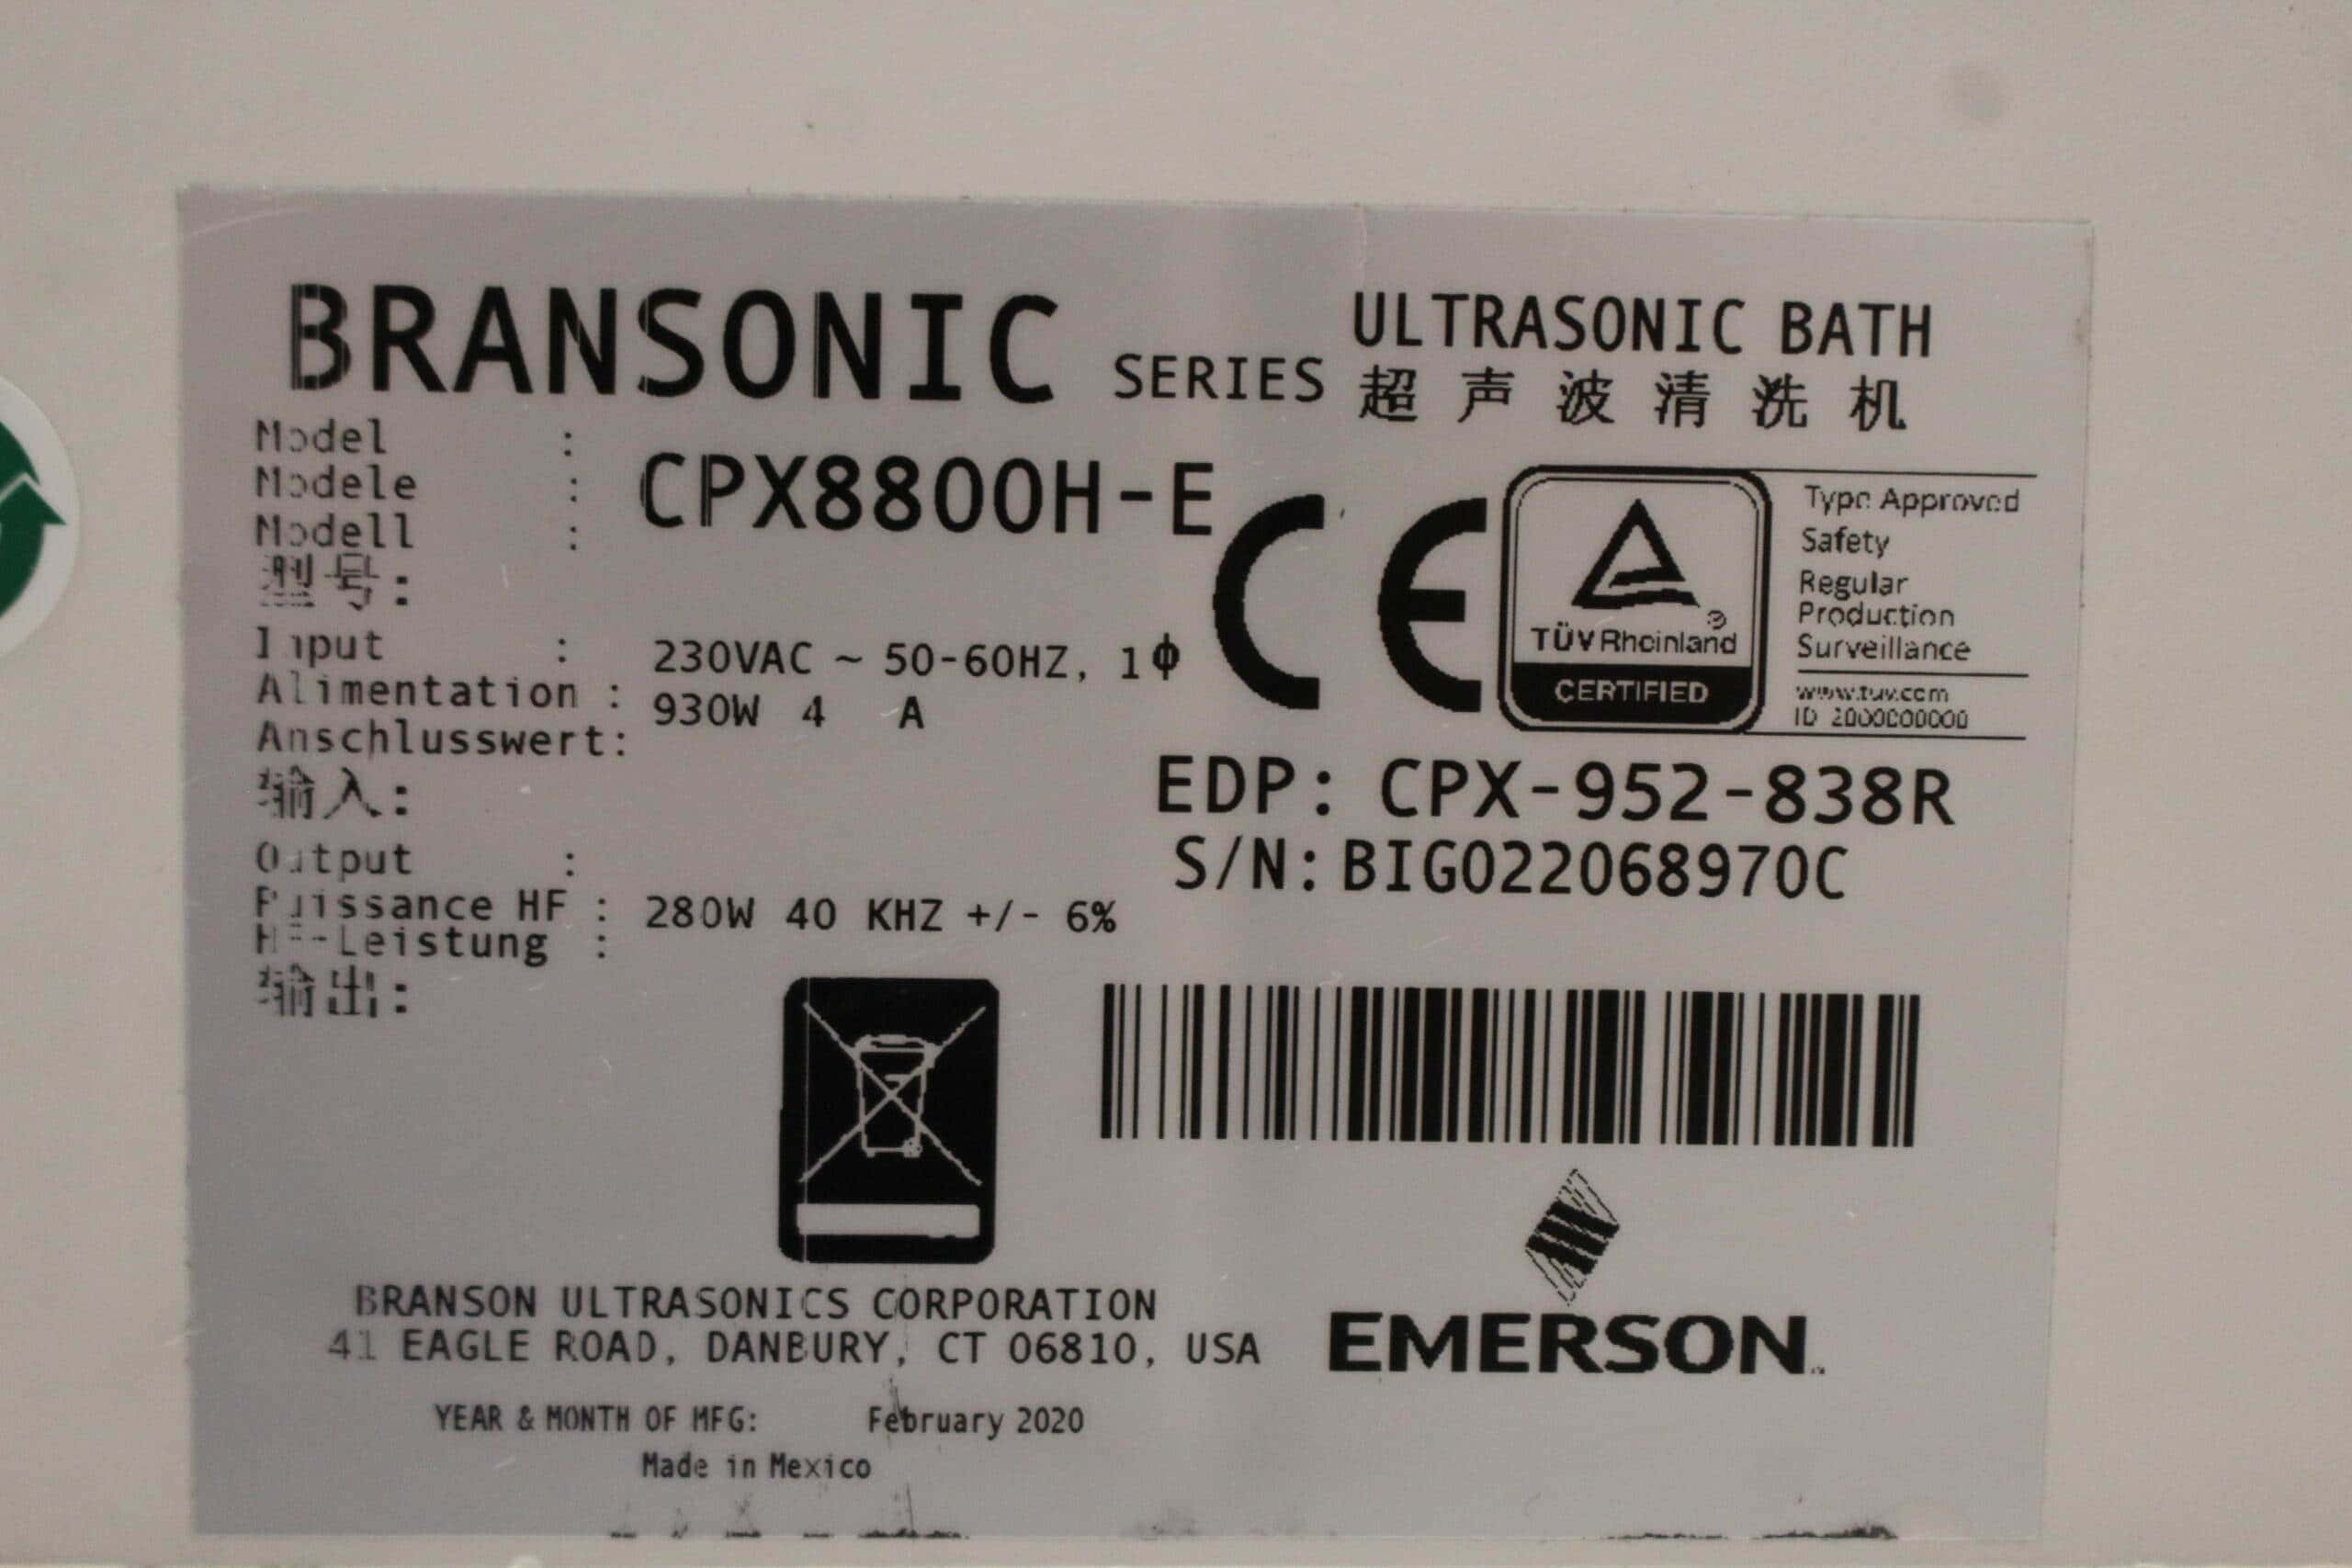 BRANSONIC SERIES ULTRASONIC BATH
超声波清洗机
Model :
Modele :
Modell :
型号:
CPX8800H-E
CE
TÜVRheinland®
CERTIFIED
Type Approved
Safety
Regular
Production
Surveillance
www.tuv.com
ID 2000000000
Input :
Alimentation :
Anschlusswert:
输入:
230VAC ~ 50-60HZ, 1ϕ
930W 4 A
EDP: CPX-952-838R
S/N: BIG022068970C
Output :
Puissance HF :
HF-Leistung :
输出:
280W 40 KHZ +/- 6%
BRANSON ULTRASONICS CORPORATION
41 EAGLE ROAD, DANBURY, CT 06810, USA
EMERSON
YEAR & MONTH OF MFG: February 2020
Made in Mexico